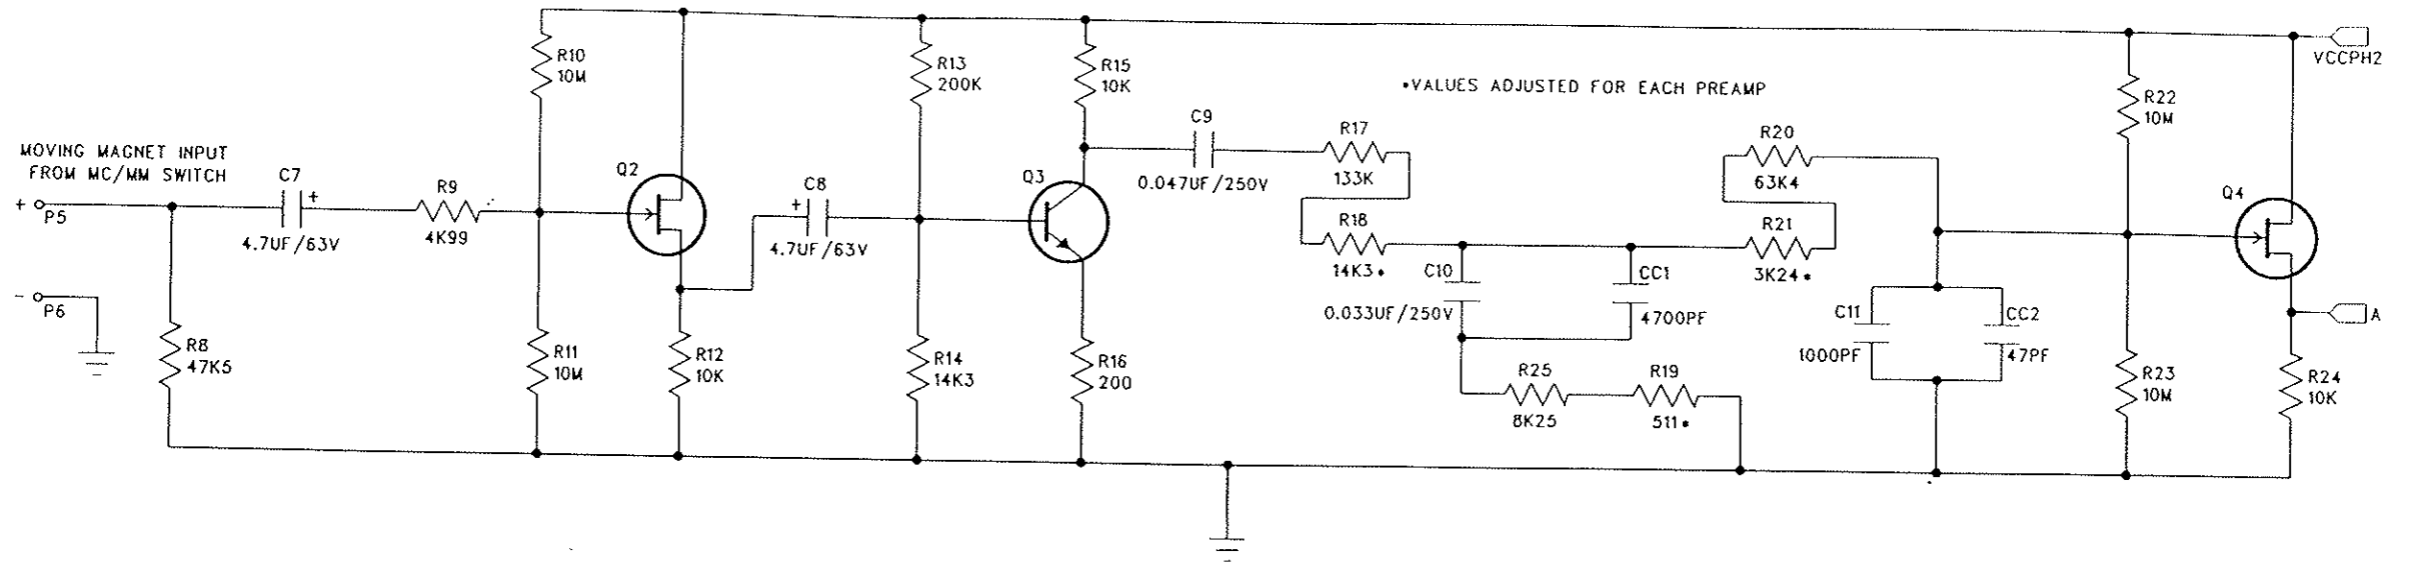 MOVING MAGNET INPUT
FROM MC/MM SWITCH
+
P5
-
P6
R8
47K5
C7
+
4.7UF/63V
R9
4K99
R10
10M
R11
10M
Q2
R12
10K
C8
+
4.7UF/63V
R13
200K
R14
14K3
Q3
R15
10K
R16
200
C9
0.047UF/250V
R17
133K
R18
14K3*
*VALUES ADJUSTED FOR EACH PREAMP
C10
0.033UF/250V
CC1
4700PF
R25
8K25
R19
511*
R20
63K4
R21
3K24*
C11
1000PF
CC2
47PF
R22
10M
R23
10M
Q4
VCCPH2
A
R24
10K